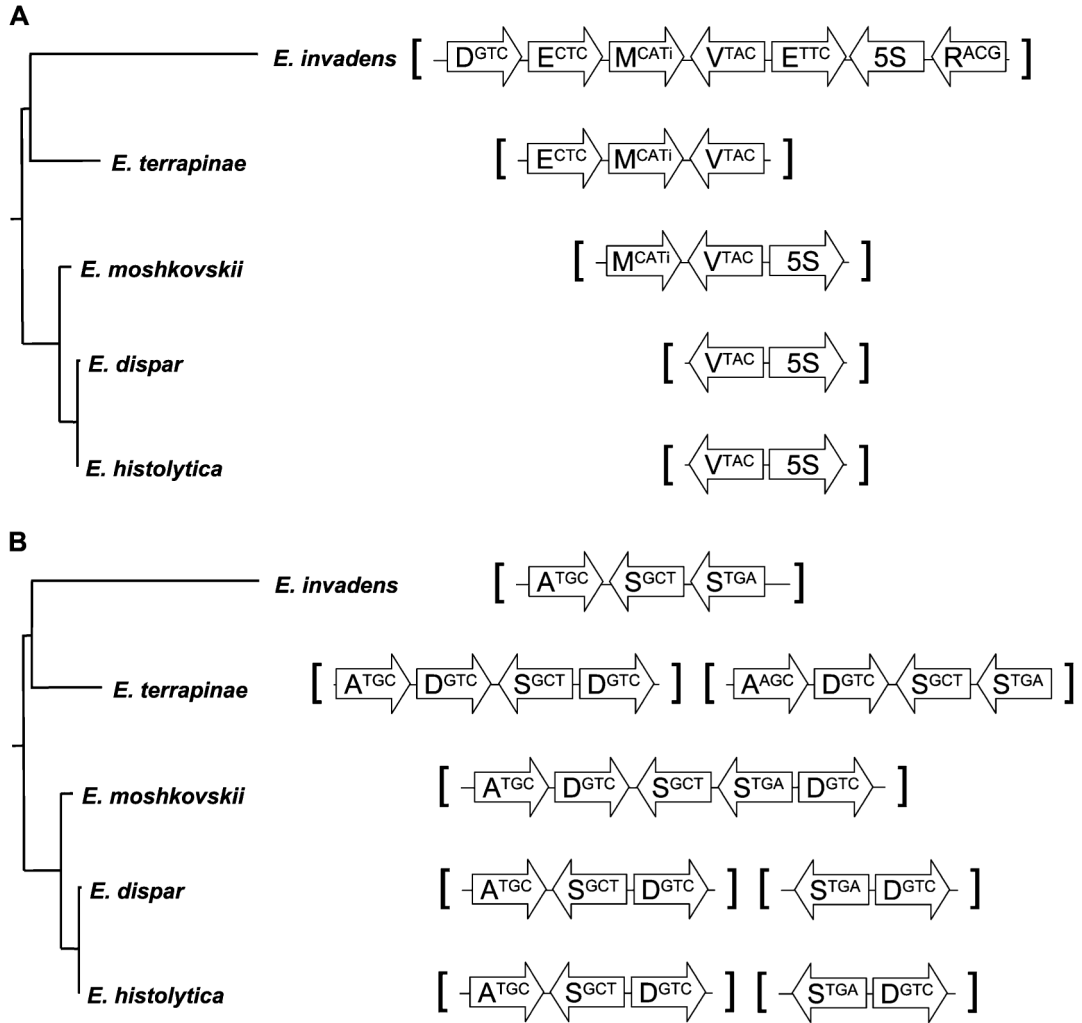 A
E. invadens [ D^GTC E^CTC M^CATi V^TAC E^TTC 5S R^ACG ]
E. terrapinae [ E^CTC M^CATi V^TAC ]
E. moshkovskii [ M^CATi V^TAC 5S ]
E. dispar [ V^TAC 5S ]
E. histolytica [ V^TAC 5S ]
B
E. invadens [ A^TGC S^GCT S^TGA ]
E. terrapinae [ A^TGC D^GTC S^GCT D^GTC ] [ A^AGC D^GTC S^GCT S^TGA ]
E. moshkovskii [ A^TGC D^GTC S^GCT S^TGA D^GTC ]
E. dispar [ A^TGC S^GCT D^GTC ] [ S^TGA D^GTC ]
E. histolytica [ A^TGC S^GCT D^GTC ] [ S^TGA D^GTC ]